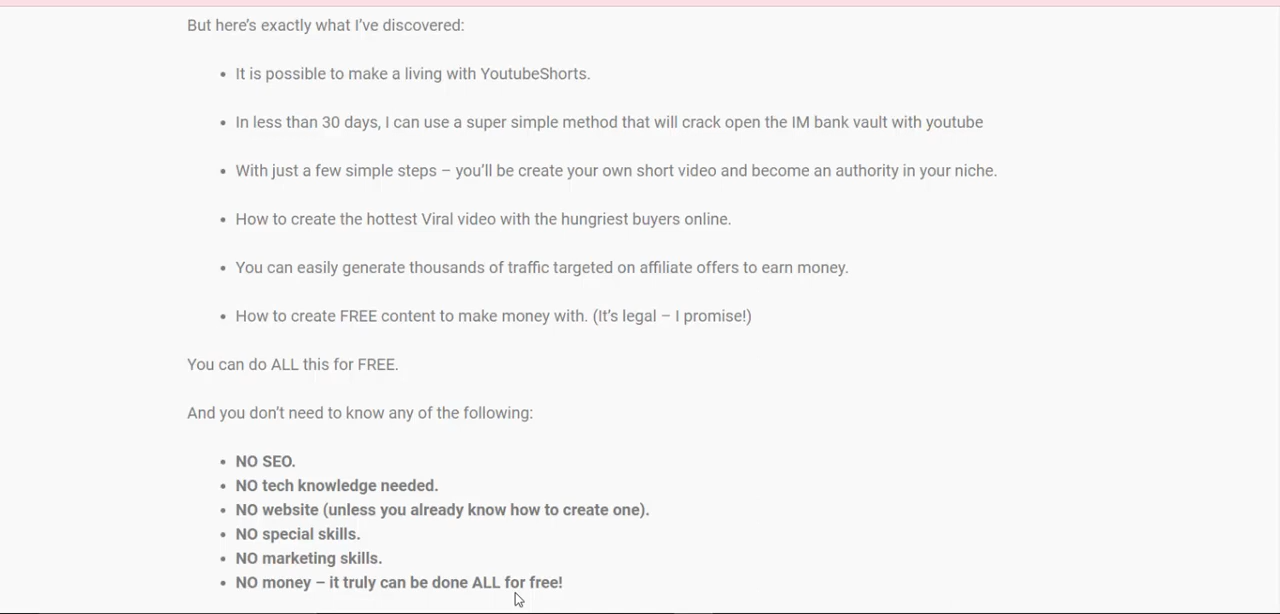 But here's exactly what I've discovered:
• It is possible to make a living with YoutubeShorts.
• In less than 30 days, I can use a super simple method that will crack open the IM bank vault with youtube
• With just a few simple steps – you'll be create your own short video and become an authority in your niche.
• How to create the hottest Viral video with the hungriest buyers online.
• You can easily generate thousands of traffic targeted on affiliate offers to earn money.
• How to create FREE content to make money with. (It's legal – I promise!)
You can do ALL this for FREE.
And you don't need to know any of the following:
• NO SEO.
• NO tech knowledge needed.
• NO website (unless you already know how to create one).
• NO special skills.
• NO marketing skills.
• NO money – it truly can be done ALL for free!